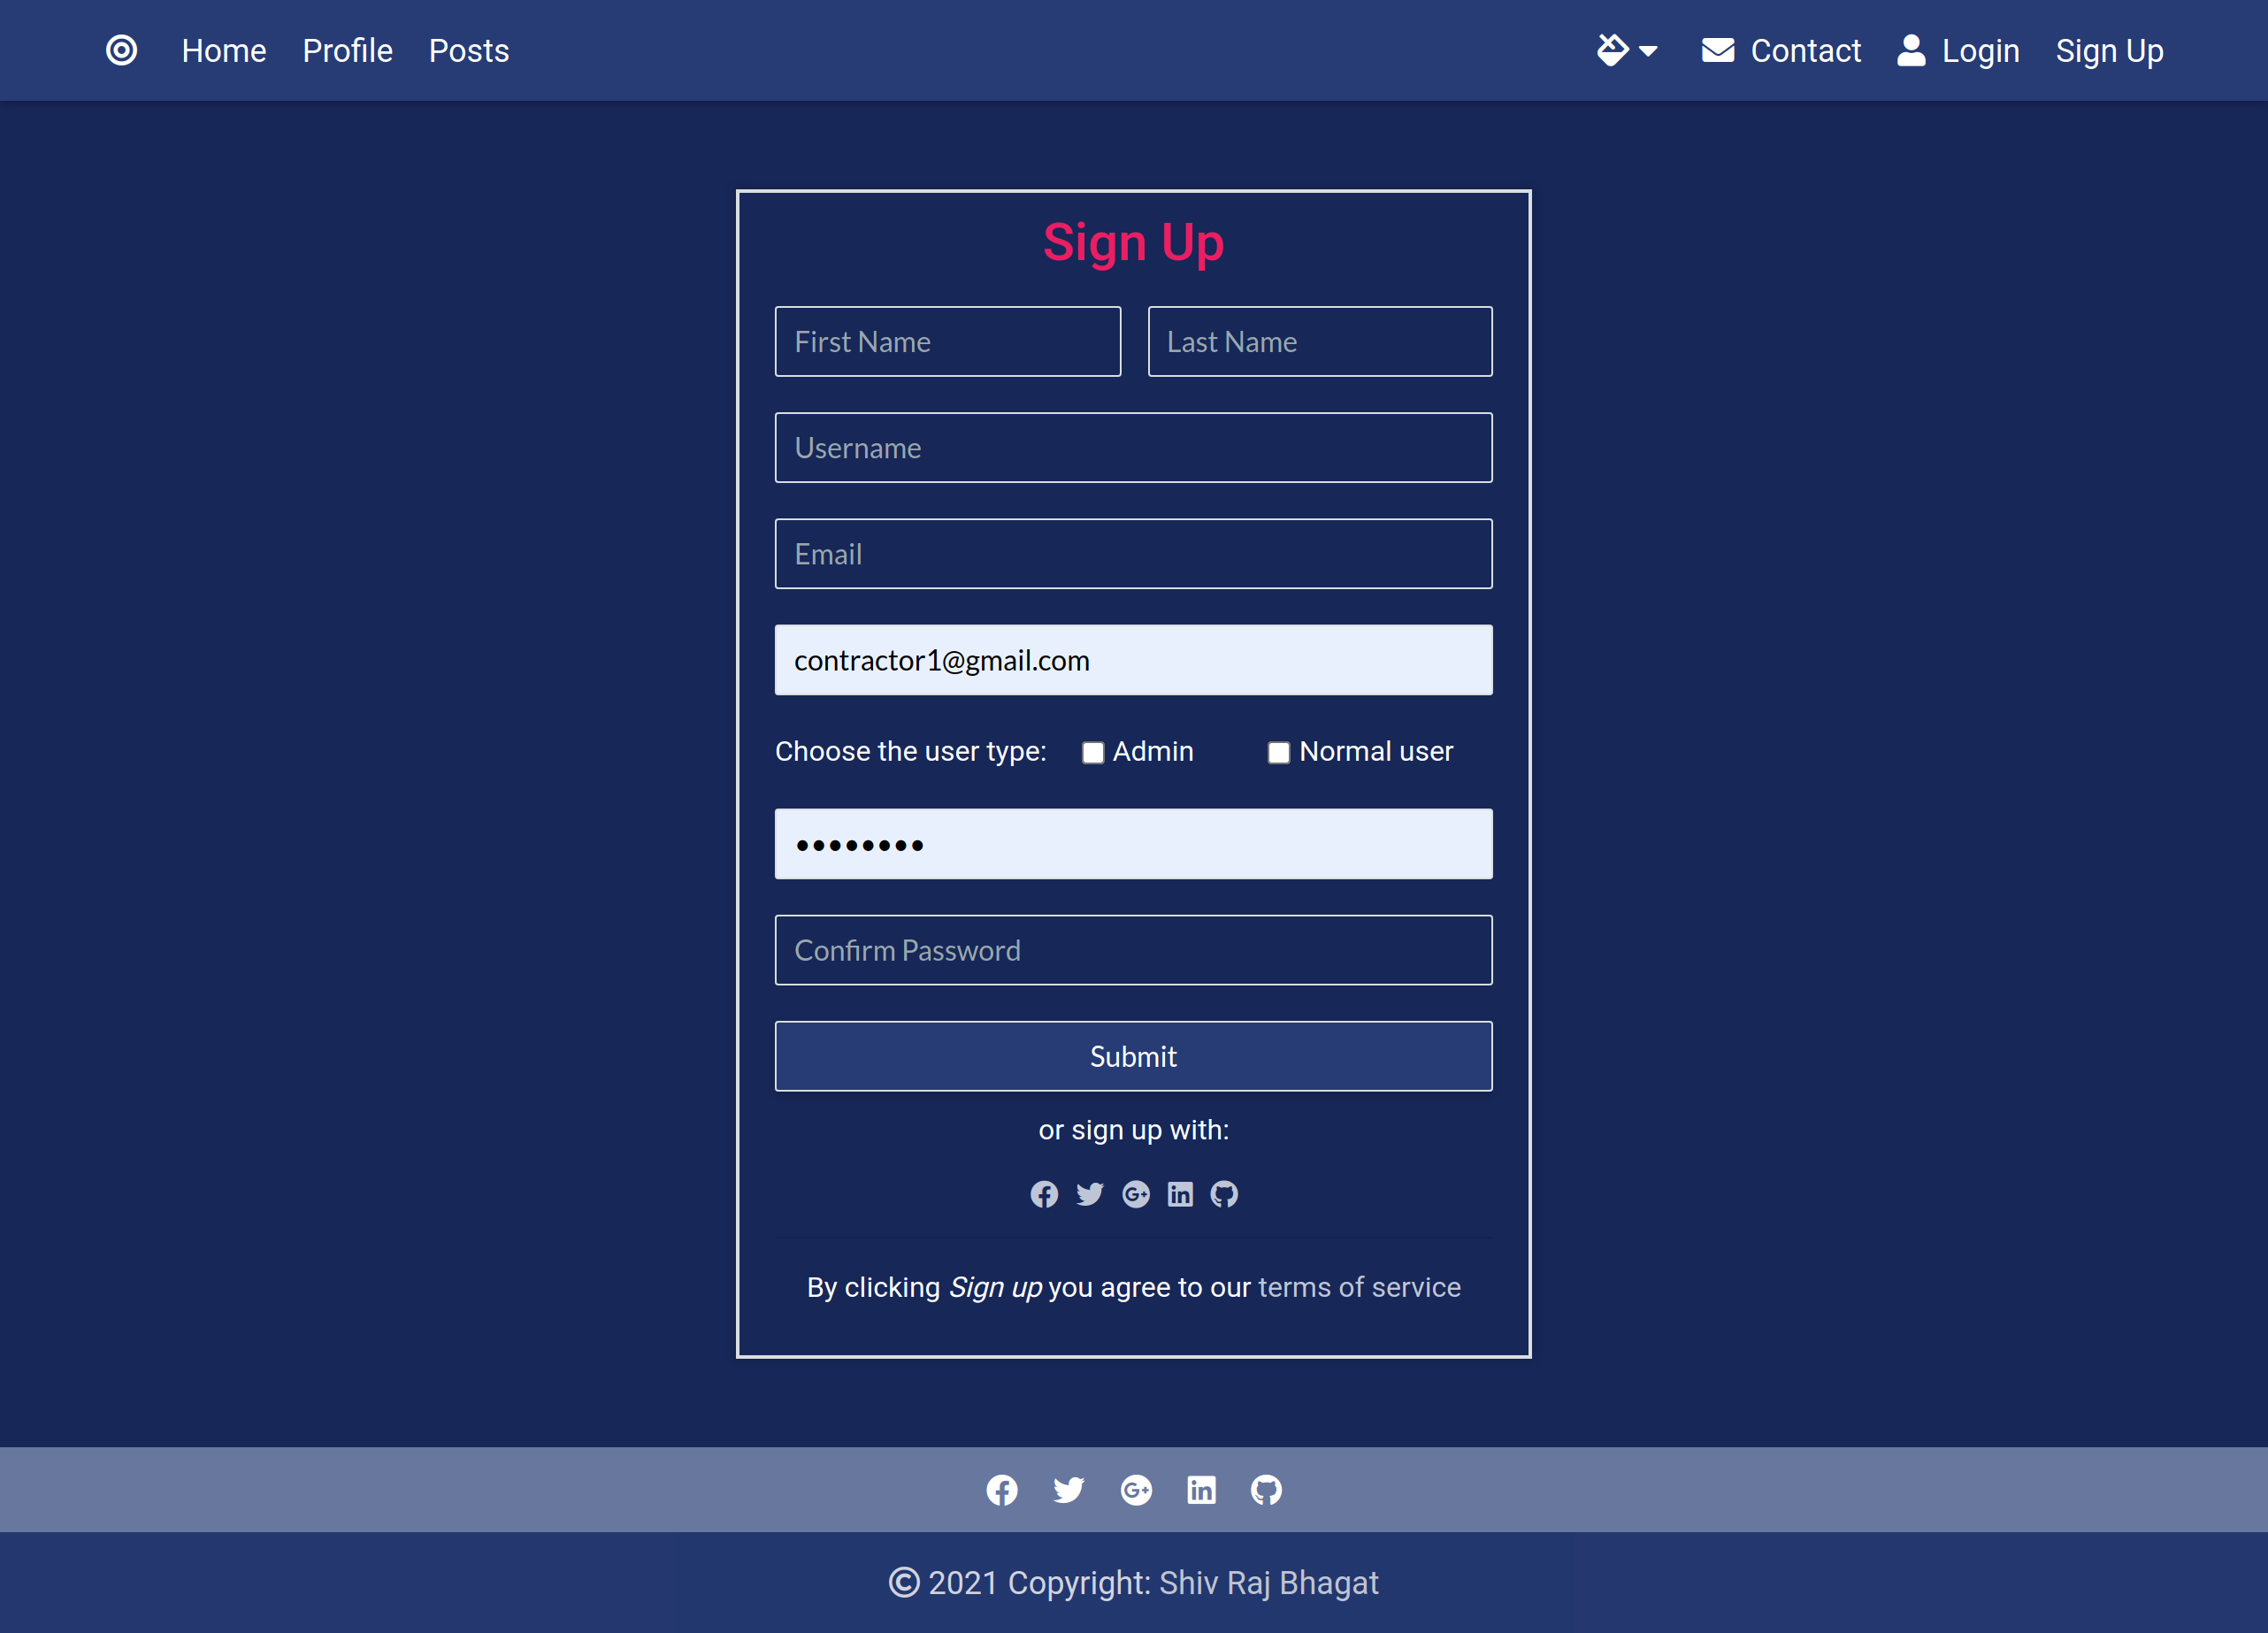 Home Profile Posts Contact Login Sign Up
Sign Up
First Name Last Name
Username
Email
contractor1@gmail.com
Choose the user type: Admin Normal user
••••••••
Confirm Password
Submit
or sign up with:
By clicking Sign up you agree to our terms of service
© 2021 Copyright: Shiv Raj Bhagat